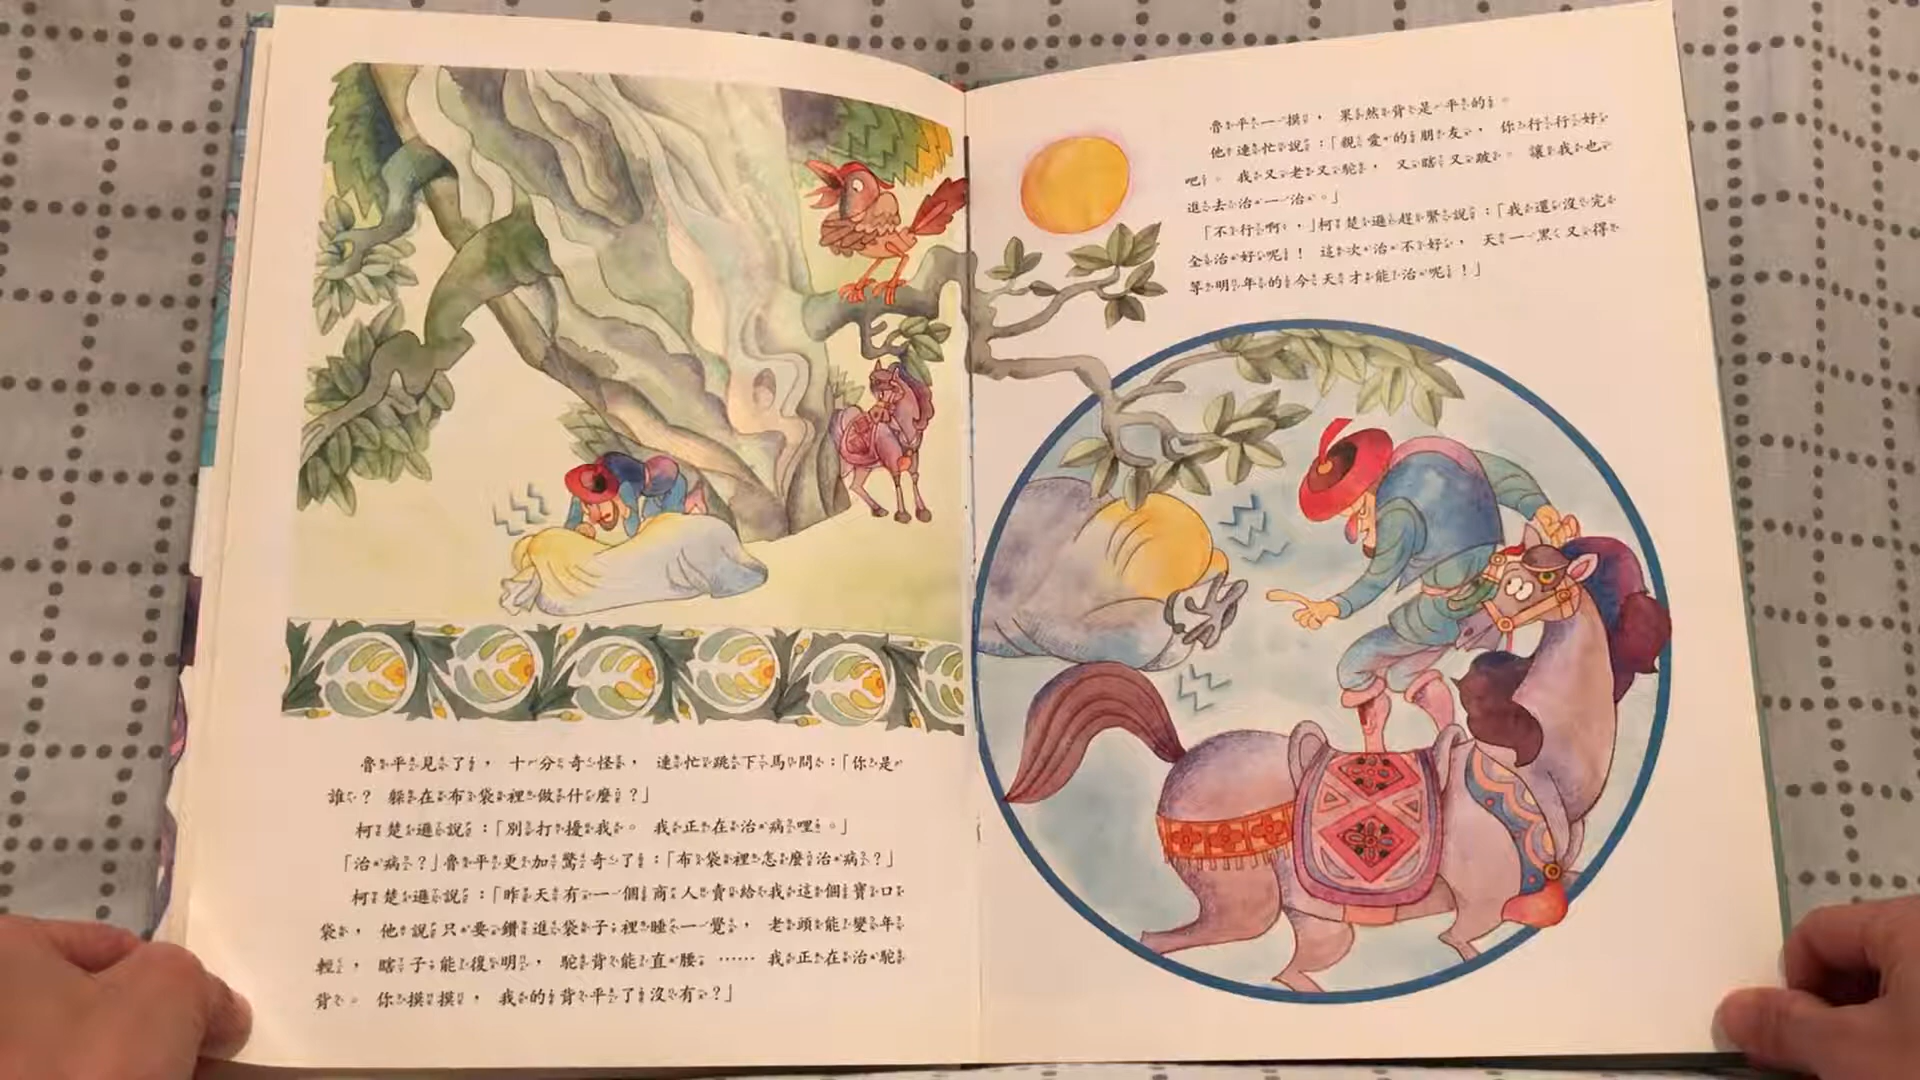 魯平見了，十分奇怪，連忙跳下馬問：「你是
誰？躲在布袋裡做什麼？」
柯楚遜說：「別打擾我。我正在治病哩。」
「治病？」魯平更加驚奇了：「布袋裡怎麼治病？」
柯楚遜說：「昨天有一個商人賣給我這個寶口
袋，他說只要鑽進袋子裡睡一覺，老頭能變年
輕，瞎子能復明，駝背能直腰……我正在治駝
背。你摸摸，我的背平了沒有？」
魯平一摸，果然背是平的。
他連忙說：「親愛的朋友，你行行好
吧。我又老又駝，又瞎又跛。讓我也
進去治一治。」
「不行啊，」柯楚遜趕緊說：「我還沒完
全治好呢！這次治不好，天一黑又得
等明年的今天才能治呢！」